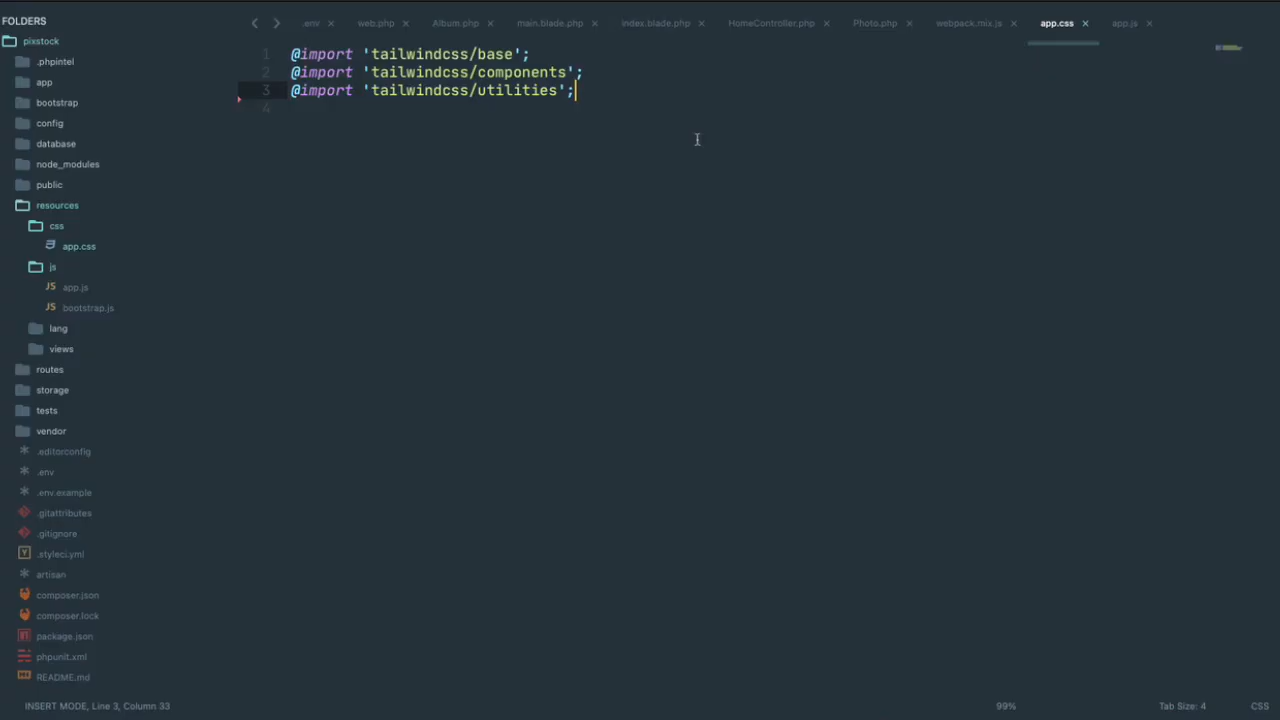 FOLDERS
pixstock
.phpintel
app
bootstrap
config
database
node_modules
public
resources
css
app.css
js
JS app.js
JS bootstrap.js
lang
views
routes
storage
tests
vendor
.editorconfig
.env
.env.example
.gitattributes
.gitignore
.styleci.yml
artisan
composer.json
composer.lock
package.json
phpunit.xml
README.md
.env × web.php × Album.php × main.blade.php × index.blade.php × HomeController.php × Photo.php × webpack.mix.js × app.css × app.js ×
1 @import 'tailwindcss/base';
2 @import 'tailwindcss/components';
3 @import 'tailwindcss/utilities';
4
INSERT MODE, Line 3, Column 33 99% Tab Size: 4 CSS